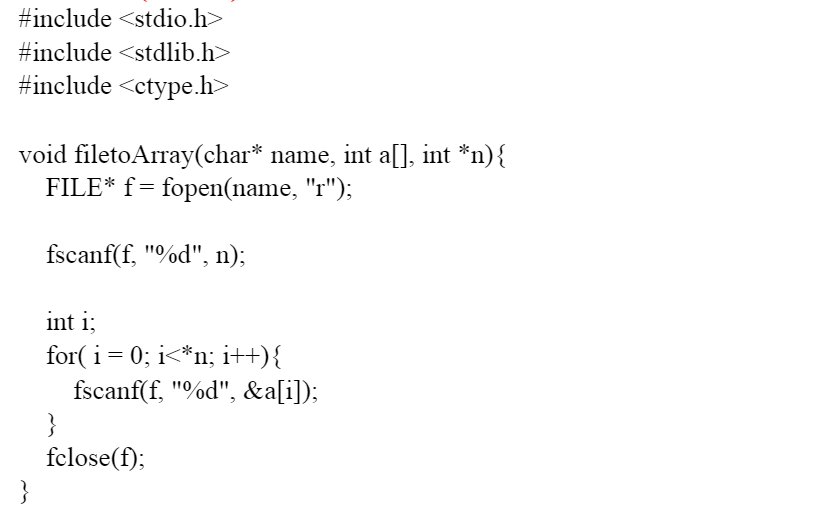 #include <stdio.h>
#include <stdlib.h>
#include <ctype.h>
void filetoArray(char* name, int a[], int *n){
FILE* f = fopen(name, "r");
fscanf(f, "%d", n);
int i;
for( i = 0; i<*n; i++){
fscanf(f, "%d", &a[i]);
}
fclose(f);
}